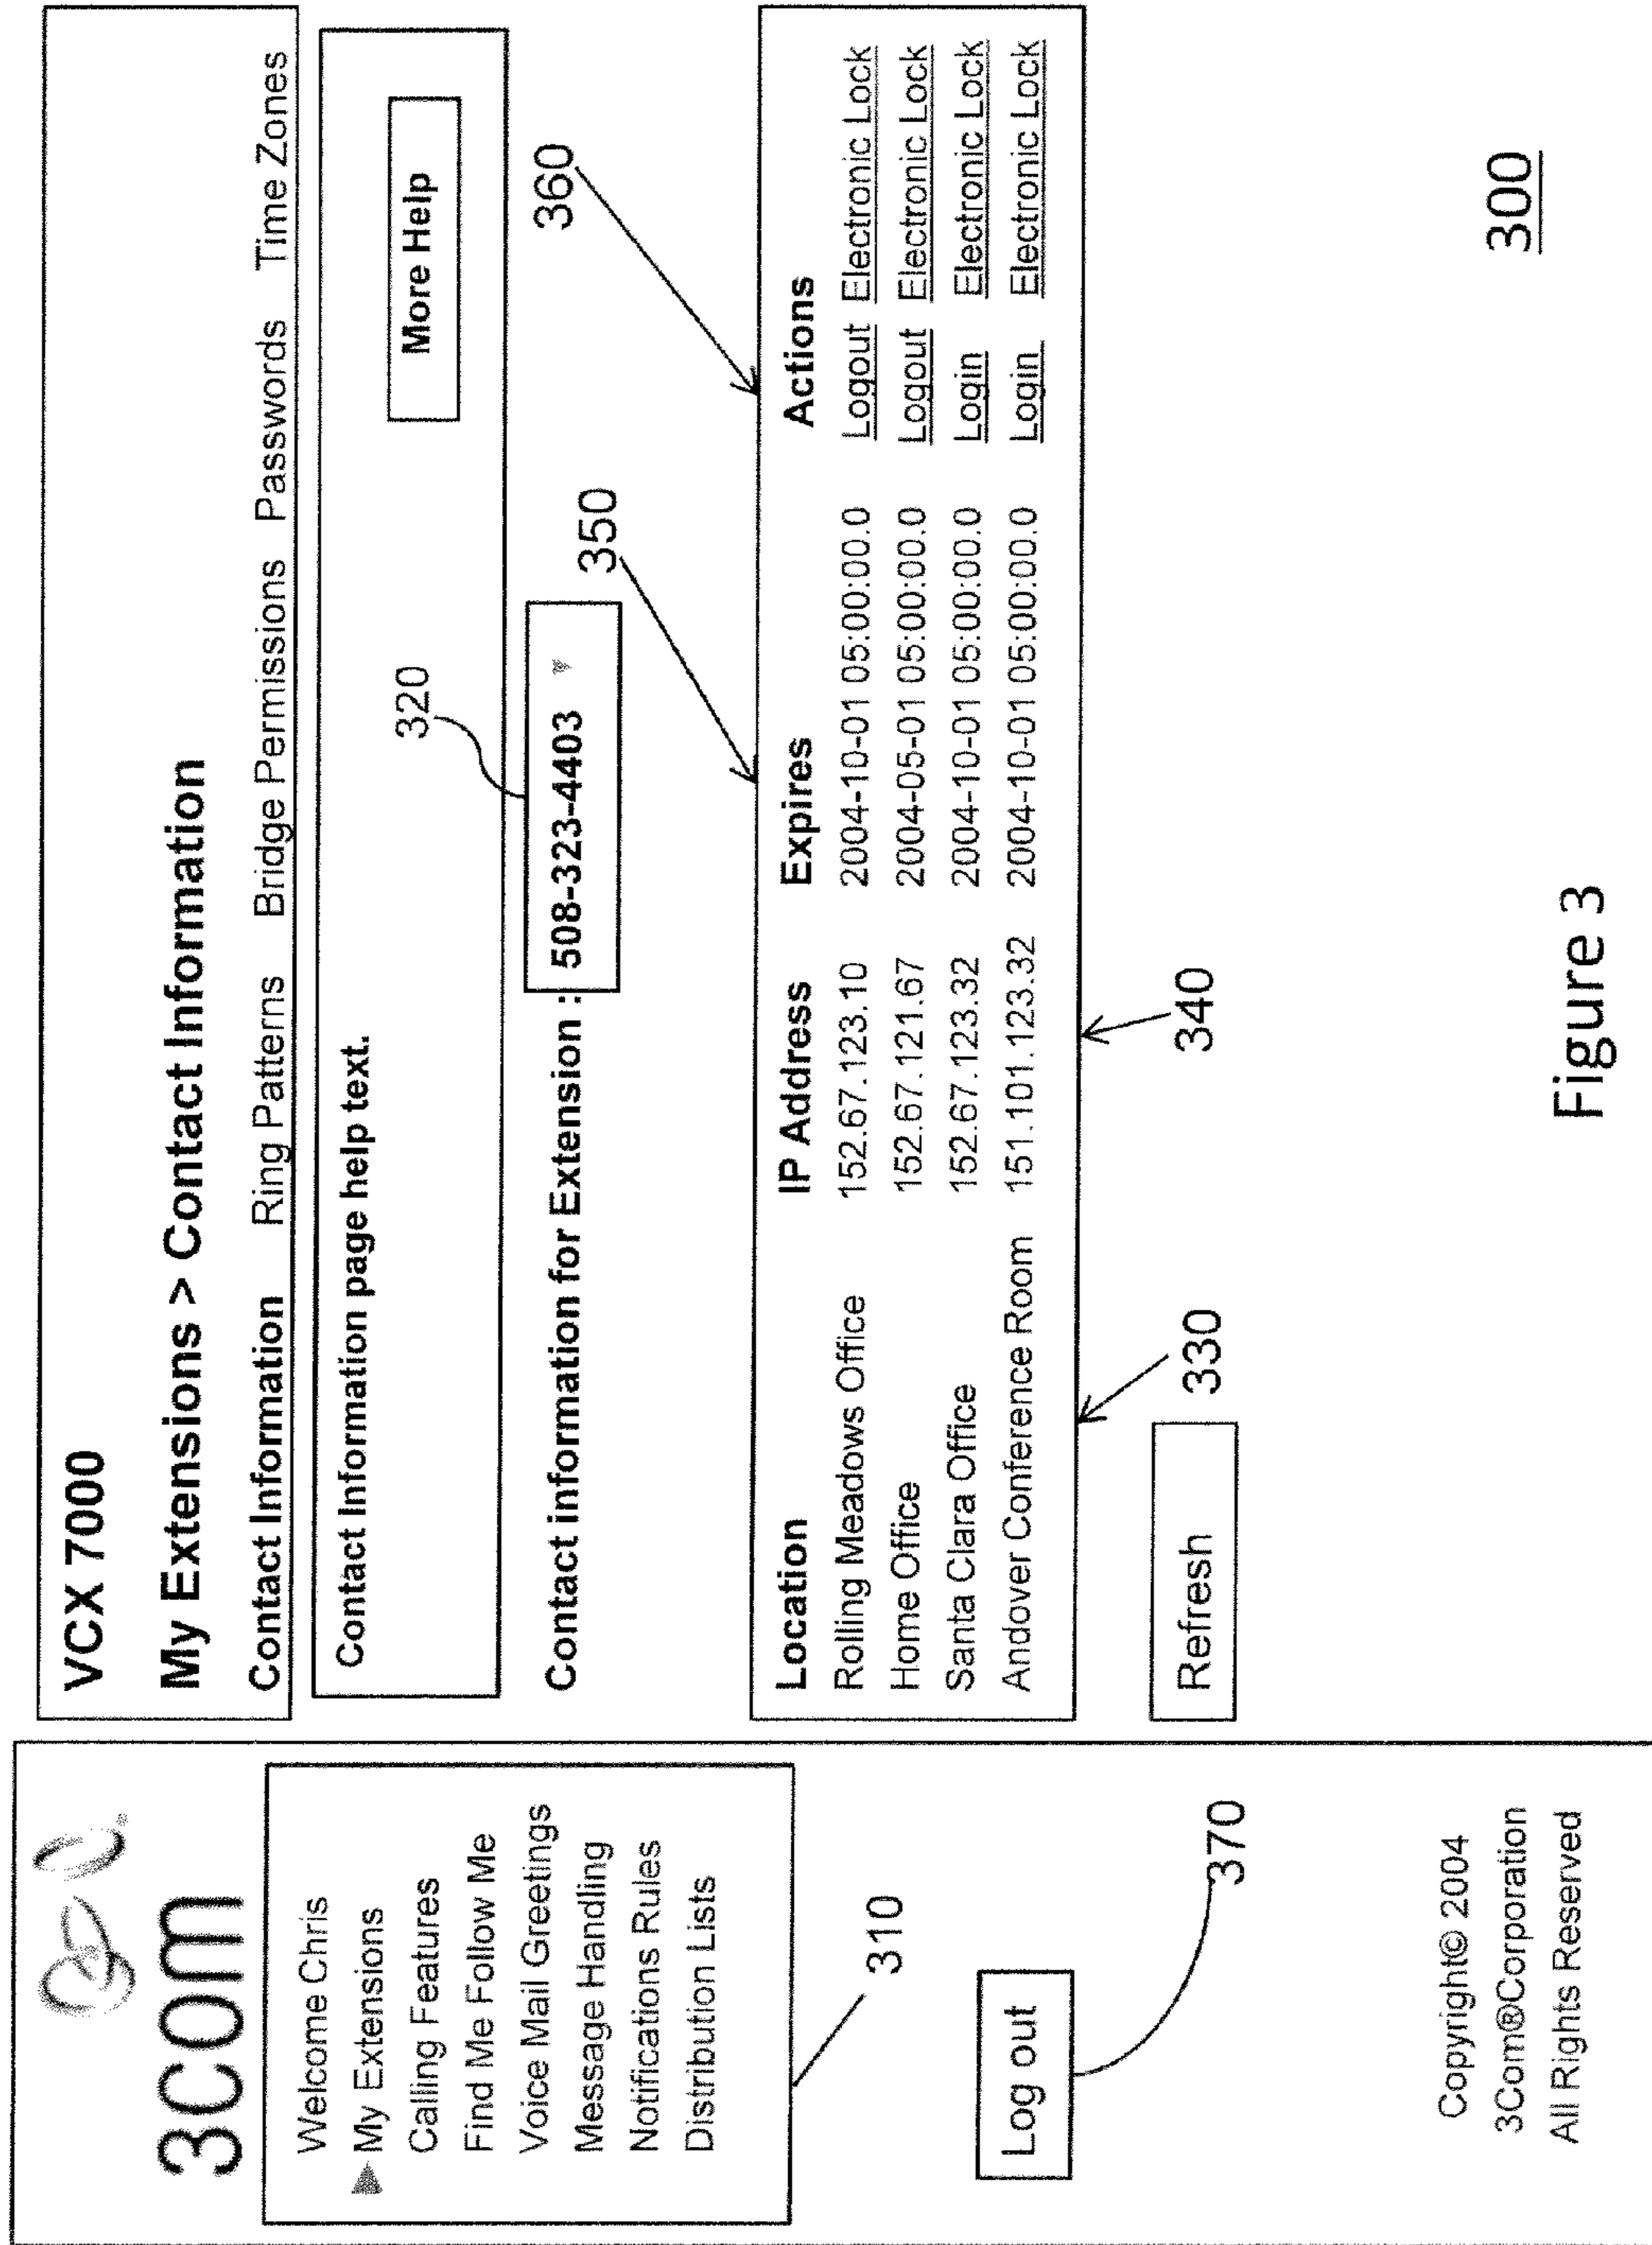 3com
Welcome Chris
My Extensions
Calling Features
Find Me Follow Me
Voice Mail Greetings
Message Handling
Notifications Rules
Distribution Lists
310
Log out
370
Copyright© 2004
3Com®Corporation
All Rights Reserved
VCX 7000
My Extensions > Contact Information
Contact Information Ring Patterns Bridge Permissions Passwords Time Zones
Contact Information page help text.
More Help
320
Contact information for Extension : 508-323-4403
350
360
Location IP Address Expires Actions
Rolling Meadows Office 152.67.123.10 2004-10-01 05:00:00.0 Logout Electronic Lock
Home Office 152.67.121.67 2004-05-01 05:00:00.0 Logout Electronic Lock
Santa Clara Office 152.67.123.32 2004-10-01 05:00:00.0 Login Electronic Lock
Andover Conference Room 151.101.123.32 2004-10-01 05:00:00.0 Login Electronic Lock
330
340
Refresh
300
Figure 3